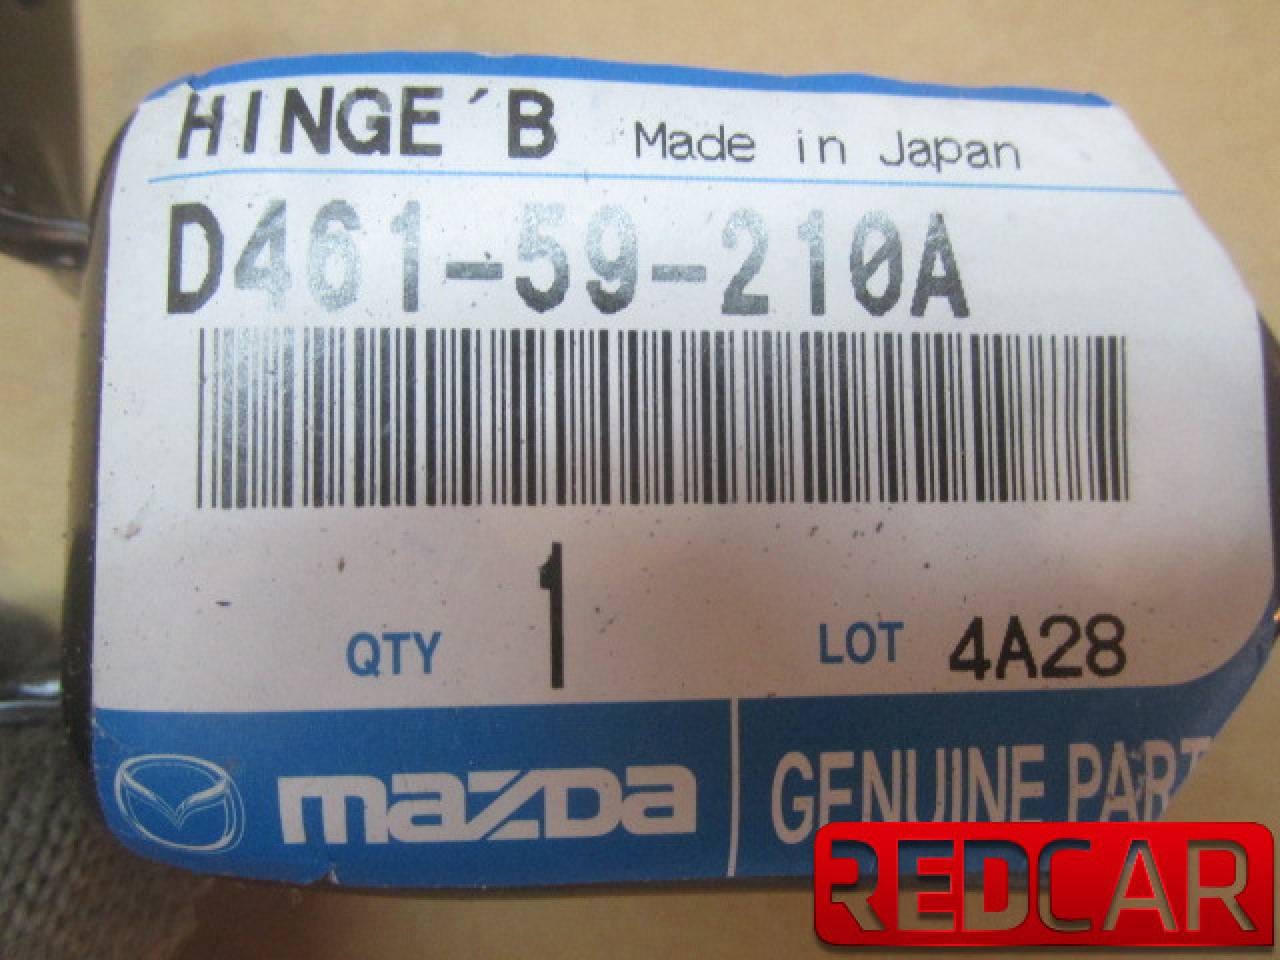 HINGE´B Made in Japan
D461-59-210A
QTY 1 LOT 4A28
mazda GENUINE PART
REDCAR